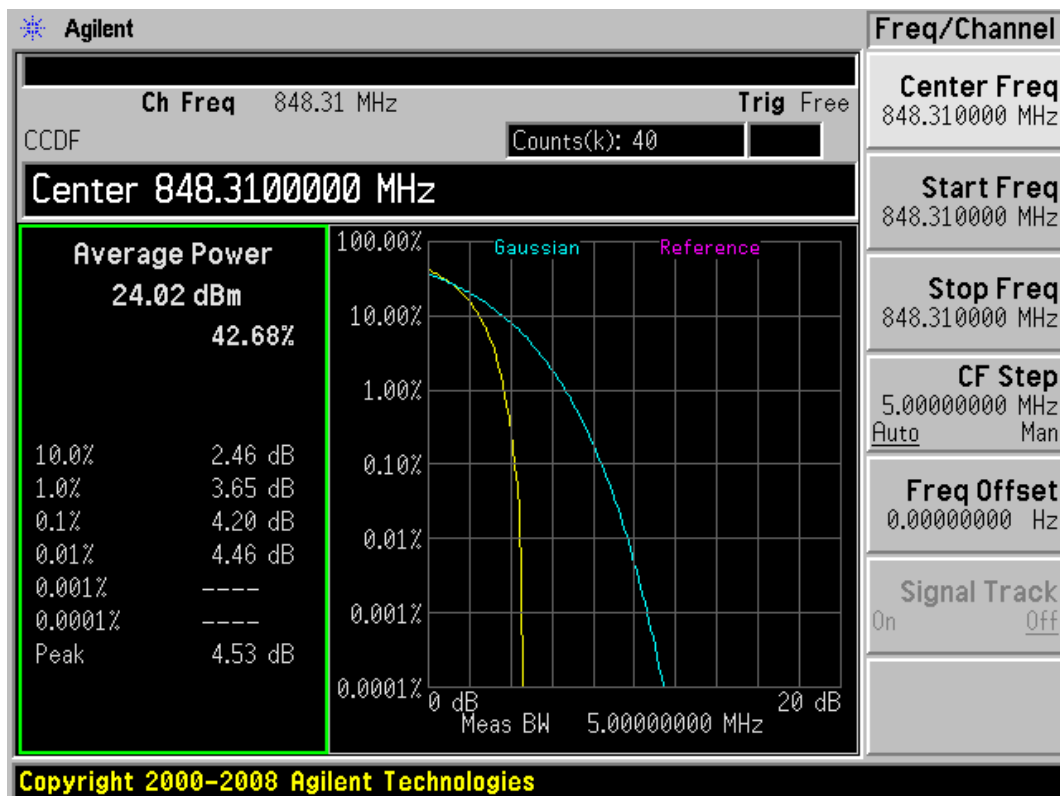 Agilent
Freq/Channel
Ch Freq 848.31 MHz Trig Free
CCDF Counts(k): 40
Center 848.3100000 MHz
Average Power
24.02 dBm
42.68%
10.0% 2.46 dB
1.0% 3.65 dB
0.1% 4.20 dB
0.01% 4.46 dB
0.001% ----
0.0001% ----
Peak 4.53 dB
Gaussian Reference
100.00%
10.00%
1.00%
0.10%
0.01%
0.001%
0.0001%
0 dB 20 dB
Meas BW 5.00000000 MHz
Center Freq
848.310000 MHz
Start Freq
848.310000 MHz
Stop Freq
848.310000 MHz
CF Step
5.00000000 MHz
Auto Man
Freq Offset
0.00000000 Hz
Signal Track
On Off
Copyright 2000-2008 Agilent Technologies